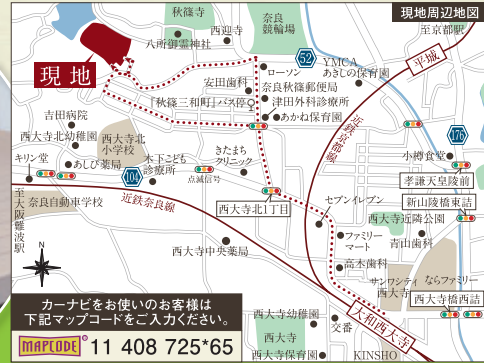 現地周辺地図
至京都駅
秋篠寺
西迎寺
奈良
競輪場
八所御霊神社
52
平城
現地
ローソン
YMCA
あきしの保育園
安田歯科
奈良秋篠郵便局
「秋篠三和町」バス停
津田外科診療所
あかね保育園
吉田病院
西大寺北幼稚園
西大寺北
小学校
近鉄京都線
176
小樽食堂
キリン堂
あしび薬局
木下こども
診療所
きたまち
クリニック
104
点滅信号
孝謙天皇陵前
至大阪難波駅
奈良自動車学校
近鉄奈良線
西大寺北1丁目
セブンイレブン
新山陵橋東詰
西大寺近隣公園
ファミリー
マート
青山歯科
西大寺中央薬局
高木歯科
サンワシティ
西大寺
ならファミリー
西大寺橋西詰
大和西大寺
カーナビをお使いのお客様は
下記マップコードをご入力ください。
MAPCODE 11 408 725*65
西大寺幼稚園
交番
西大寺
西大寺保育園
KINSHO